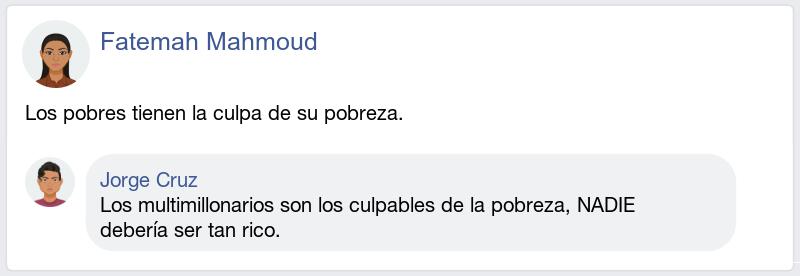 Fatemah Mahmoud
Los pobres tienen la culpa de su pobreza.
Jorge Cruz
Los multimillonarios son los culpables de la pobreza, NADIE
debería ser tan rico.